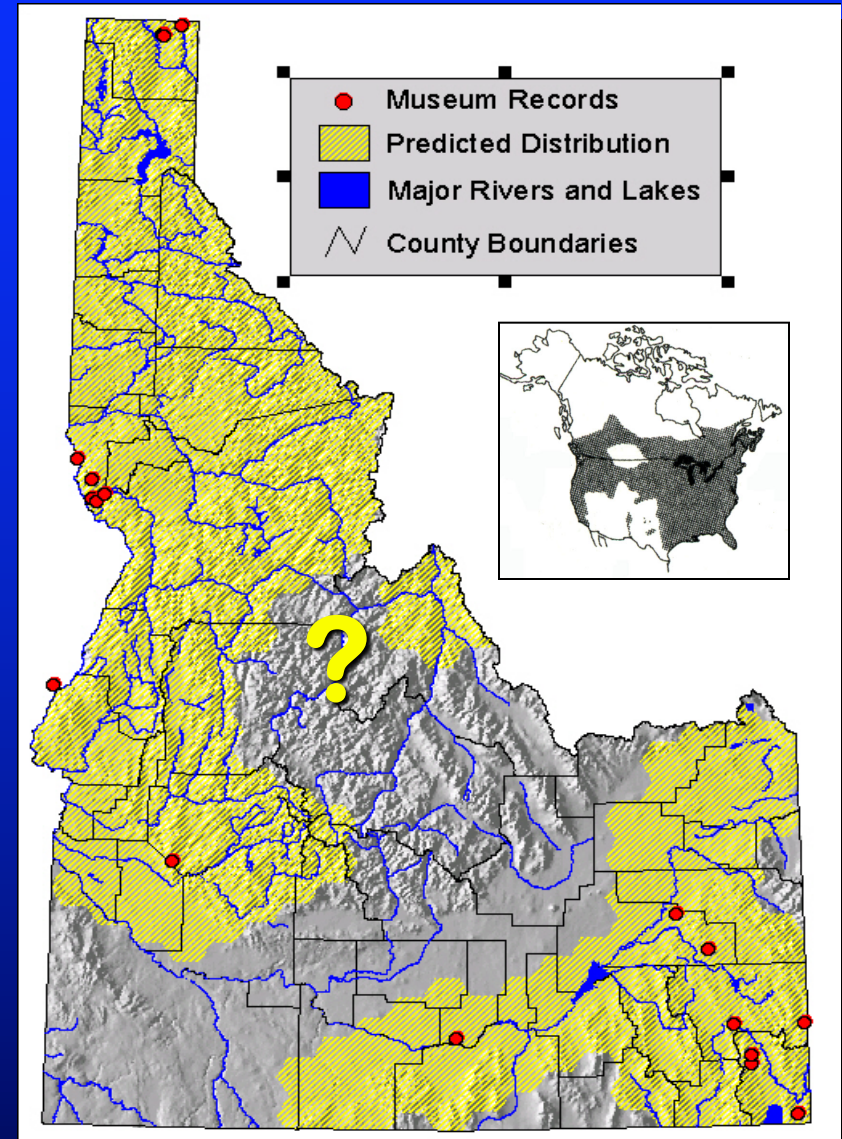 Museum Records
Predicted Distribution
Major Rivers and Lakes
County Boundaries
?